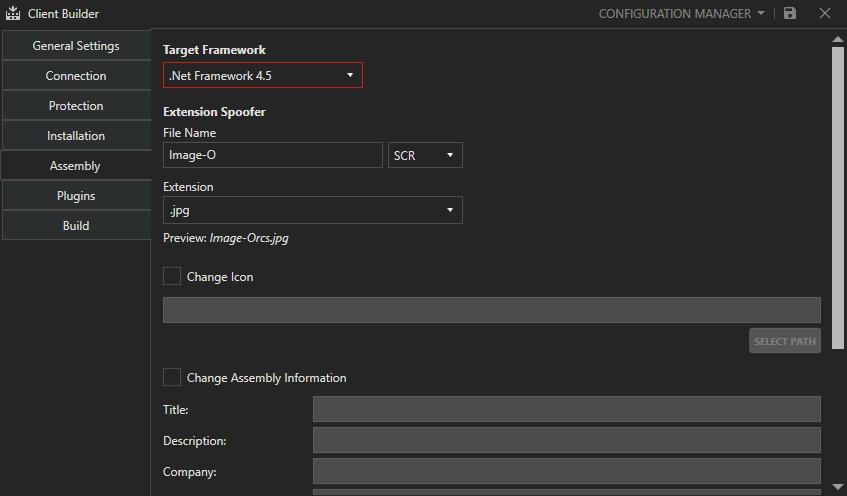 Client Builder
CONFIGURATION MANAGER
General Settings
Connection
Protection
Installation
Assembly
Plugins
Build
Target Framework
.Net Framework 4.5
Extension Spoofer
File Name
Image-O
SCR
Extension
.jpg
Preview: Image-Orcs.jpg
Change Icon
SELECT PATH
Change Assembly Information
Title:
Description:
Company: